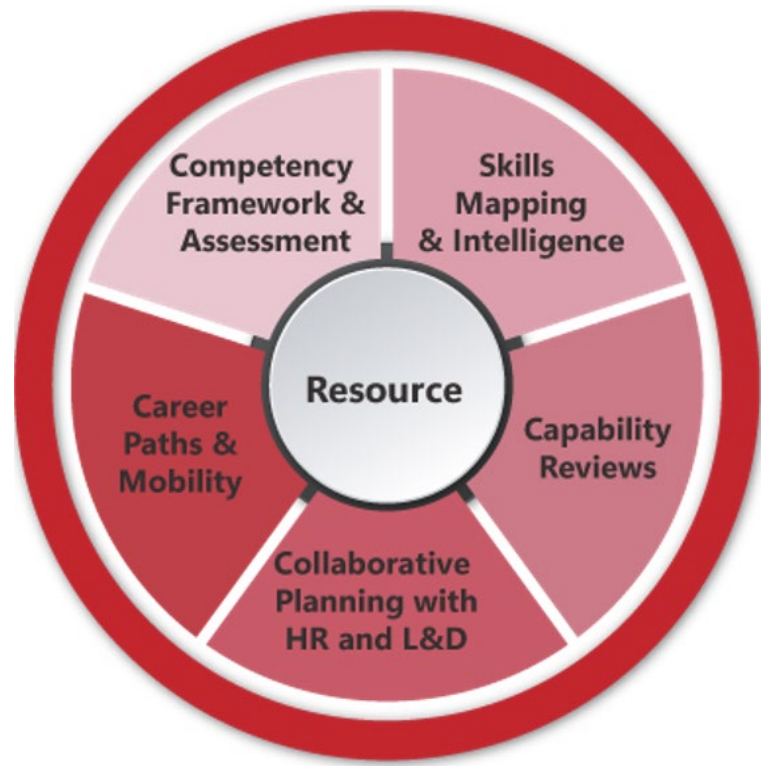 Competency
Framework &
Assessment
Skills
Mapping
& Intelligence
Resource
Career
Paths &
Mobility
Capability
Reviews
Collaborative
Planning with
HR and L&D